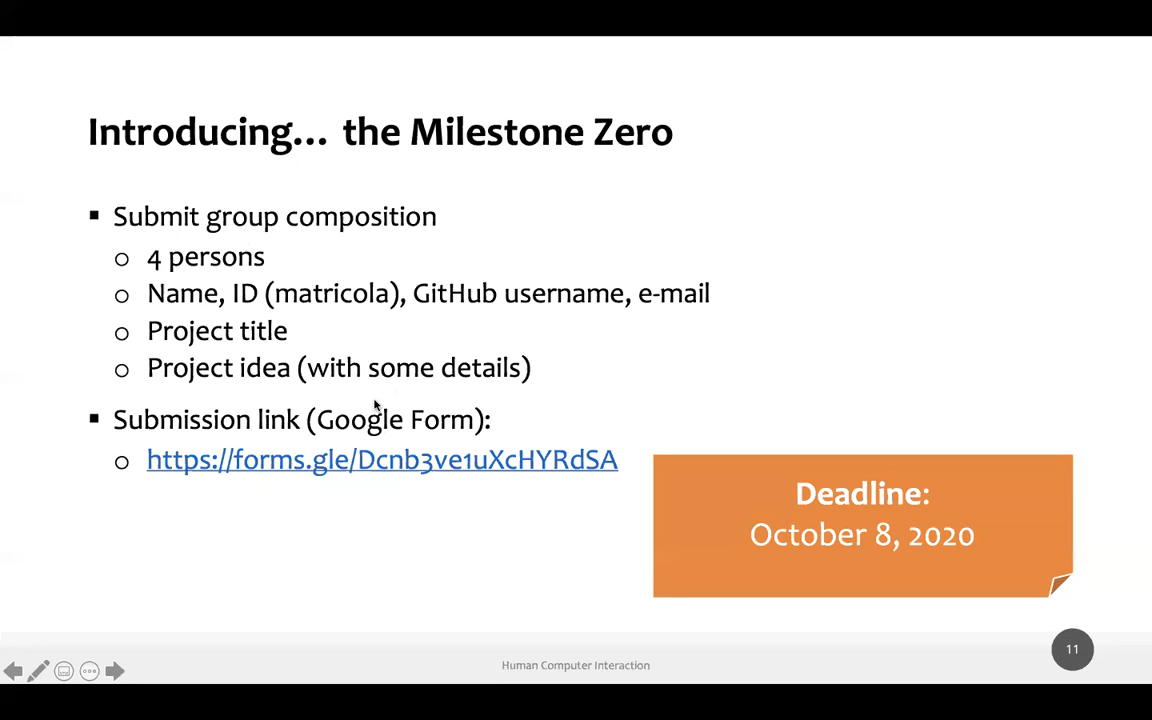 Introducing... the Milestone Zero
▪ Submit group composition
o 4 persons
o Name, ID (matricola), GitHub username, e-mail
o Project title
o Project idea (with some details)
▪ Submission link (Google Form):
o https://forms.gle/Dcnb3ve1uXcHYRdSA
Deadline:
October 8, 2020
Human Computer Interaction
11